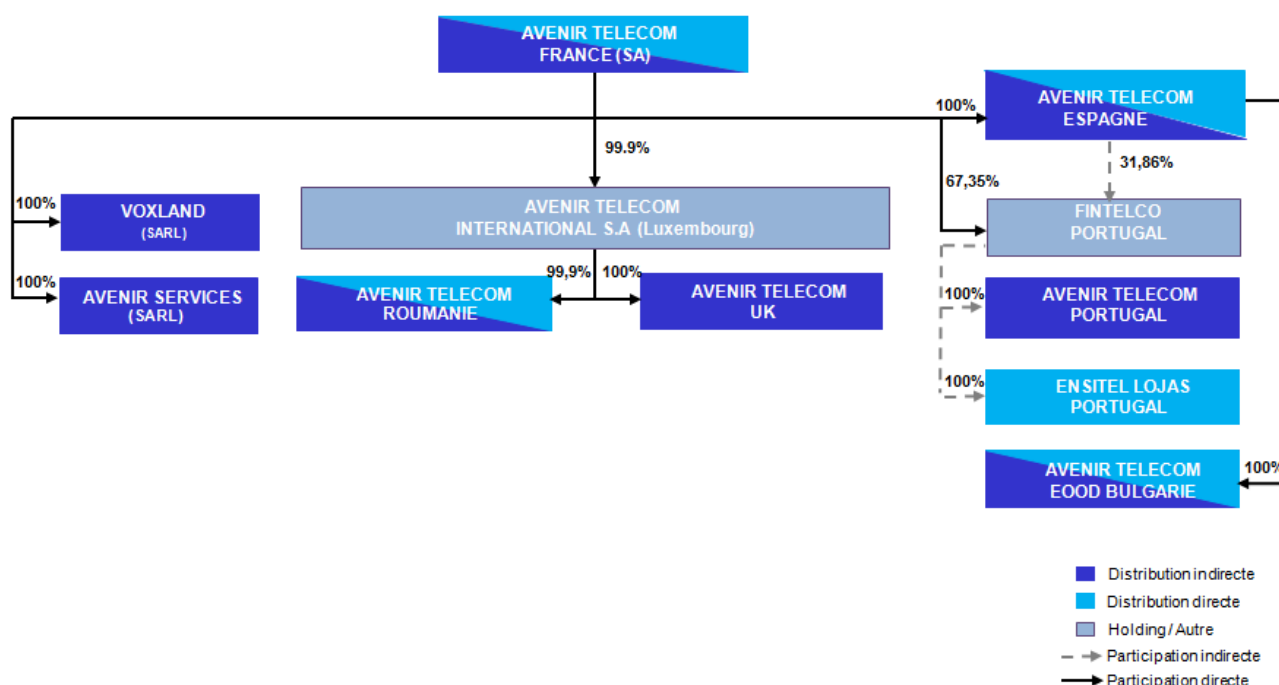 AVENIR TELECOM
FRANCE (SA)
100%
AVENIR TELECOM
ESPAGNE
99.9%
31,86%
67,35%
100%
VOXLAND
(SARL)
AVENIR TELECOM
INTERNATIONAL S.A (Luxembourg)
FINTELCO
PORTUGAL
100%
AVENIR SERVICES
(SARL)
99,9%
100%
AVENIR TELECOM
ROUMANIE
AVENIR TELECOM
UK
100%
AVENIR TELECOM
PORTUGAL
100%
ENSITEL LOJAS
PORTUGAL
AVENIR TELECOM
EOOD BULGARIE
100%
Distribution indirecte
Distribution directe
Holding / Autre
Participation indirecte
Participation directe